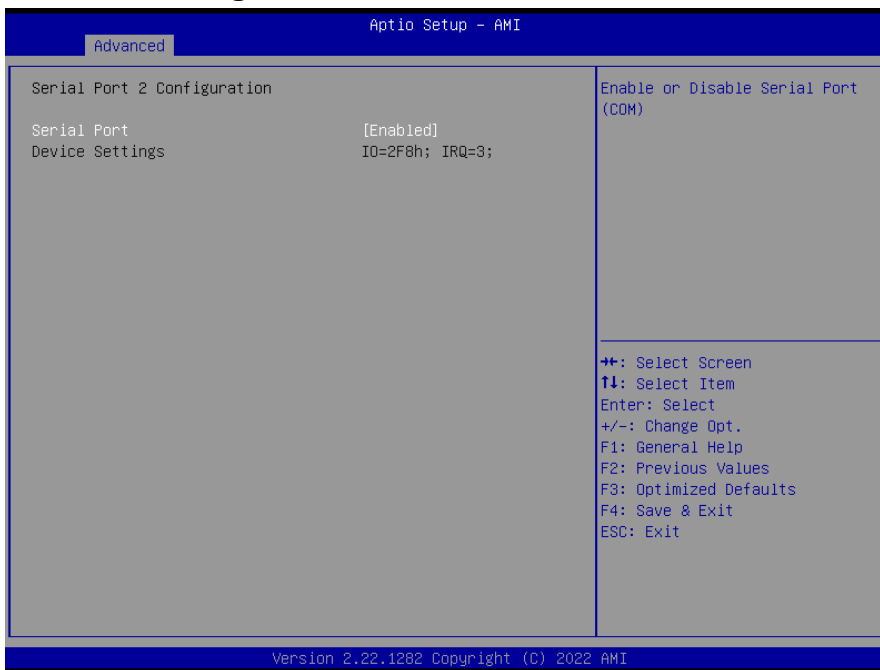 Aptio Setup – AMI
Advanced
Serial Port 2 Configuration
Serial Port [Enabled]
Device Settings IO=2F8h; IRQ=3;
Enable or Disable Serial Port
(COM)
→←: Select Screen
↑↓: Select Item
Enter: Select
+/-: Change Opt.
F1: General Help
F2: Previous Values
F3: Optimized Defaults
F4: Save & Exit
ESC: Exit
Version 2.22.1282 Copyright (C) 2022 AMI